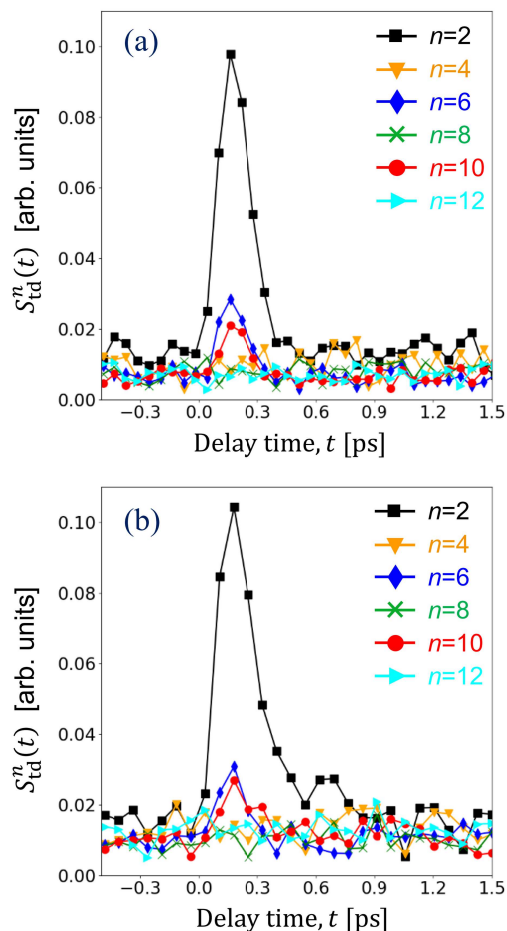 (a)
n=2
n=4
n=6
n=8
n=10
n=12
S_td^n(t) [arb. units]
0.10
0.08
0.06
0.04
0.02
0.00
−0.3 0.0 0.3 0.6 0.9 1.2 1.5
Delay time, t [ps]
(b)
n=2
n=4
n=6
n=8
n=10
n=12
S_td^n(t) [arb. units]
0.10
0.08
0.06
0.04
0.02
0.00
−0.3 0.0 0.3 0.6 0.9 1.2 1.5
Delay time, t [ps]